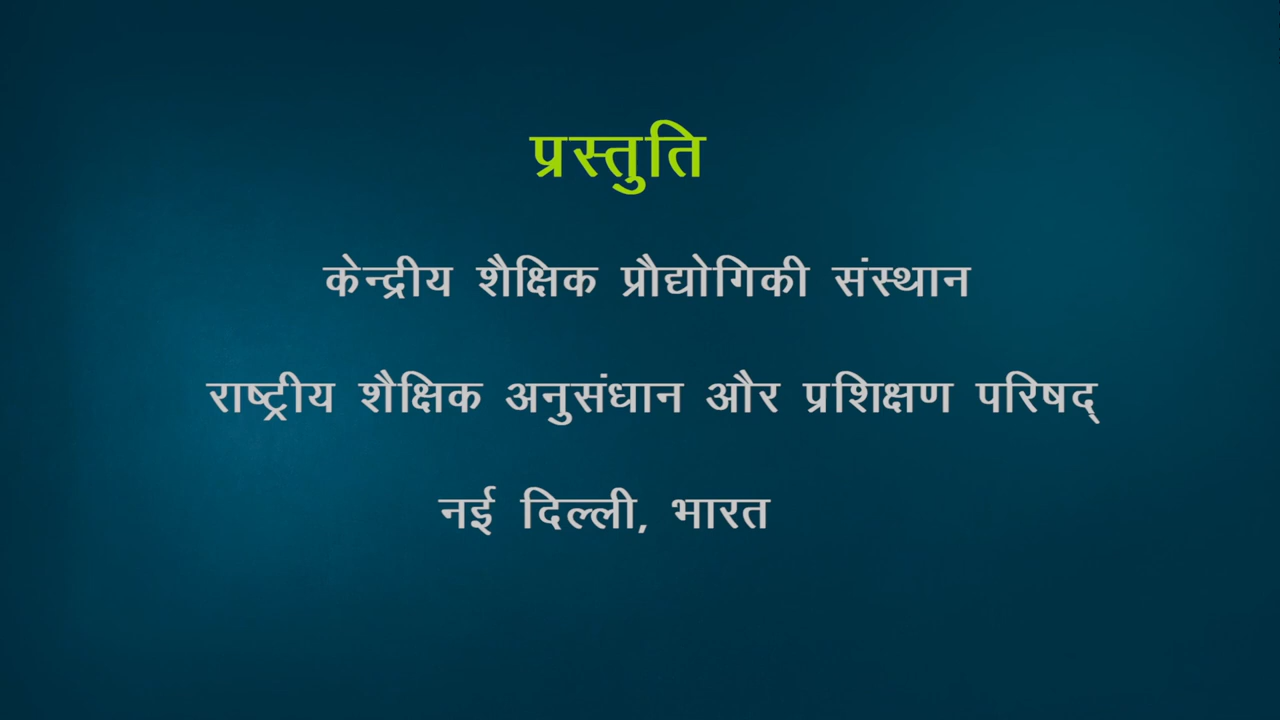 प्रस्तुति
केन्द्रीय शैक्षिक प्रौद्योगिकी संस्थान
राष्ट्रीय शैक्षिक अनुसंधान और प्रशिक्षण परिषद्
नई दिल्ली, भारत